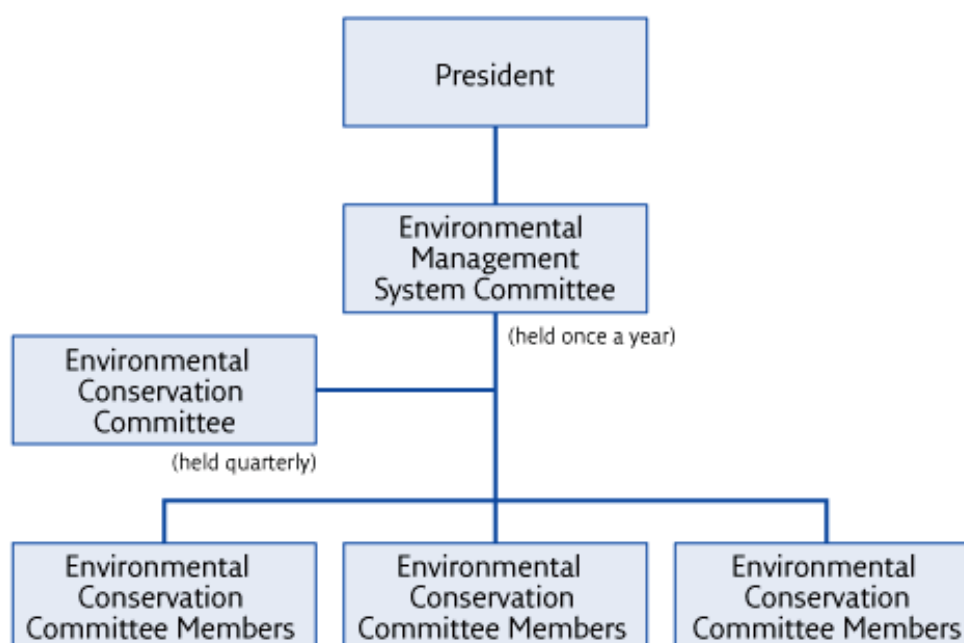 President
Environmental
Management
System Committee
(held once a year)
Environmental
Conservation
Committee
(held quarterly)
Environmental
Conservation
Committee Members
Environmental
Conservation
Committee Members
Environmental
Conservation
Committee Members